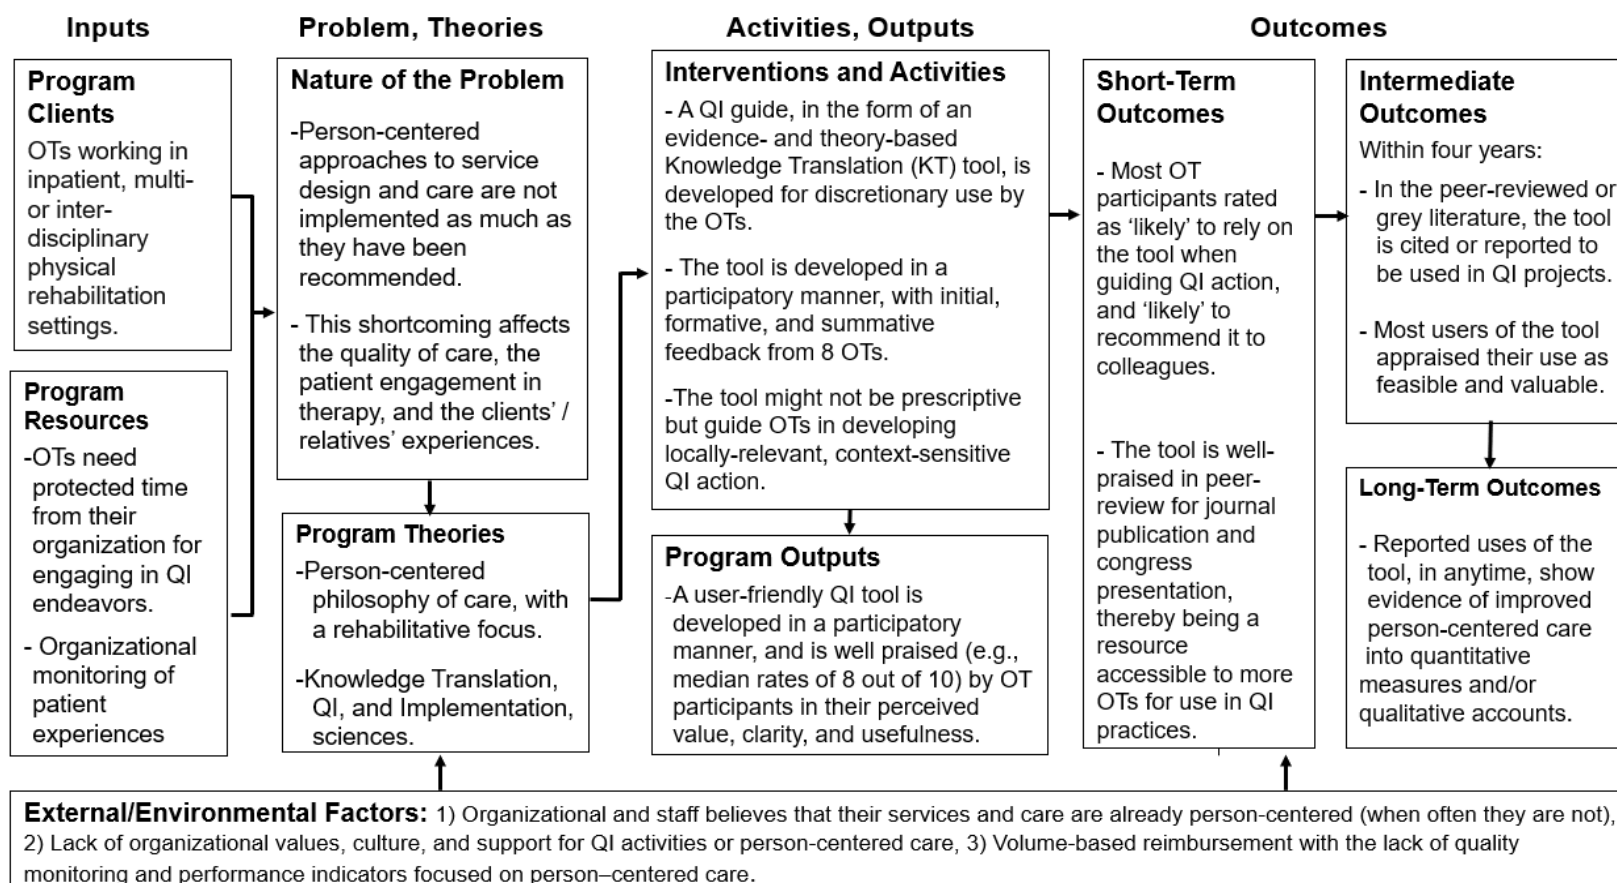 Inputs
Problem, Theories
Activities, Outputs
Outcomes
Program
Clients
OTs working in
inpatient, multi-
or inter-
disciplinary
physical
rehabilitation
settings.
Program
Resources
-OTs need
protected time
from their
organization for
engaging in QI
endeavors.
- Organizational
monitoring of
patient
experiences
Nature of the Problem
-Person-centered
approaches to service
design and care are not
implemented as much as
they have been
recommended.
- This shortcoming affects
the quality of care, the
patient engagement in
therapy, and the clients’ /
relatives’ experiences.
Program Theories
-Person-centered
philosophy of care, with
a rehabilitative focus.
-Knowledge Translation,
QI, and Implementation,
sciences.
Interventions and Activities
- A QI guide, in the form of an
evidence- and theory-based
Knowledge Translation (KT) tool, is
developed for discretionary use by
the OTs.
- The tool is developed in a
participatory manner, with initial,
formative, and summative
feedback from 8 OTs.
-The tool might not be prescriptive
but guide OTs in developing
locally-relevant, context-sensitive
QI action.
Program Outputs
-A user-friendly QI tool is
developed in a participatory
manner, and is well praised (e.g.,
median rates of 8 out of 10) by OT
participants in their perceived
value, clarity, and usefulness.
Short-Term
Outcomes
- Most OT
participants rated
as ‘likely’ to rely on
the tool when
guiding QI action,
and ‘likely’ to
recommend it to
colleagues.
- The tool is well-
praised in peer-
review for journal
publication and
congress
presentation,
thereby being a
resource
accessible to more
OTs for use in QI
practices.
Intermediate
Outcomes
Within four years:
- In the peer-reviewed or
grey literature, the tool
is cited or reported to
be used in QI projects.
- Most users of the tool
appraised their use as
feasible and valuable.
Long-Term Outcomes
- Reported uses of the
tool, in anytime, show
evidence of improved
person-centered care
into quantitative
measures and/or
qualitative accounts.
External/Environmental Factors: 1) Organizational and staff believes that their services and care are already person-centered (when often they are not),
2) Lack of organizational values, culture, and support for QI activities or person-centered care, 3) Volume-based reimbursement with the lack of quality
monitoring and performance indicators focused on person–centered care.